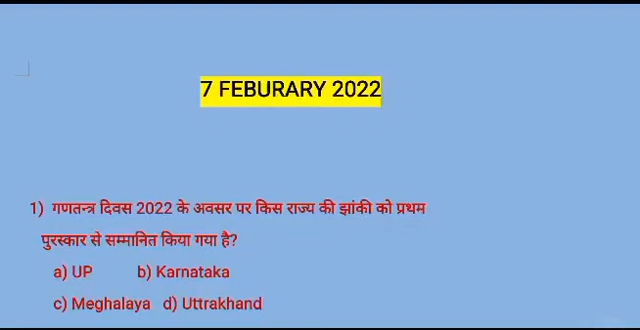 7 FEBURARY 2022
1) गणतन्त्र दिवस 2022 के अवसर पर किस राज्य की झांकी को प्रथम
पुरस्कार से सम्मानित किया गया है?
a) UP b) Karnataka
c) Meghalaya d) Uttrakhand